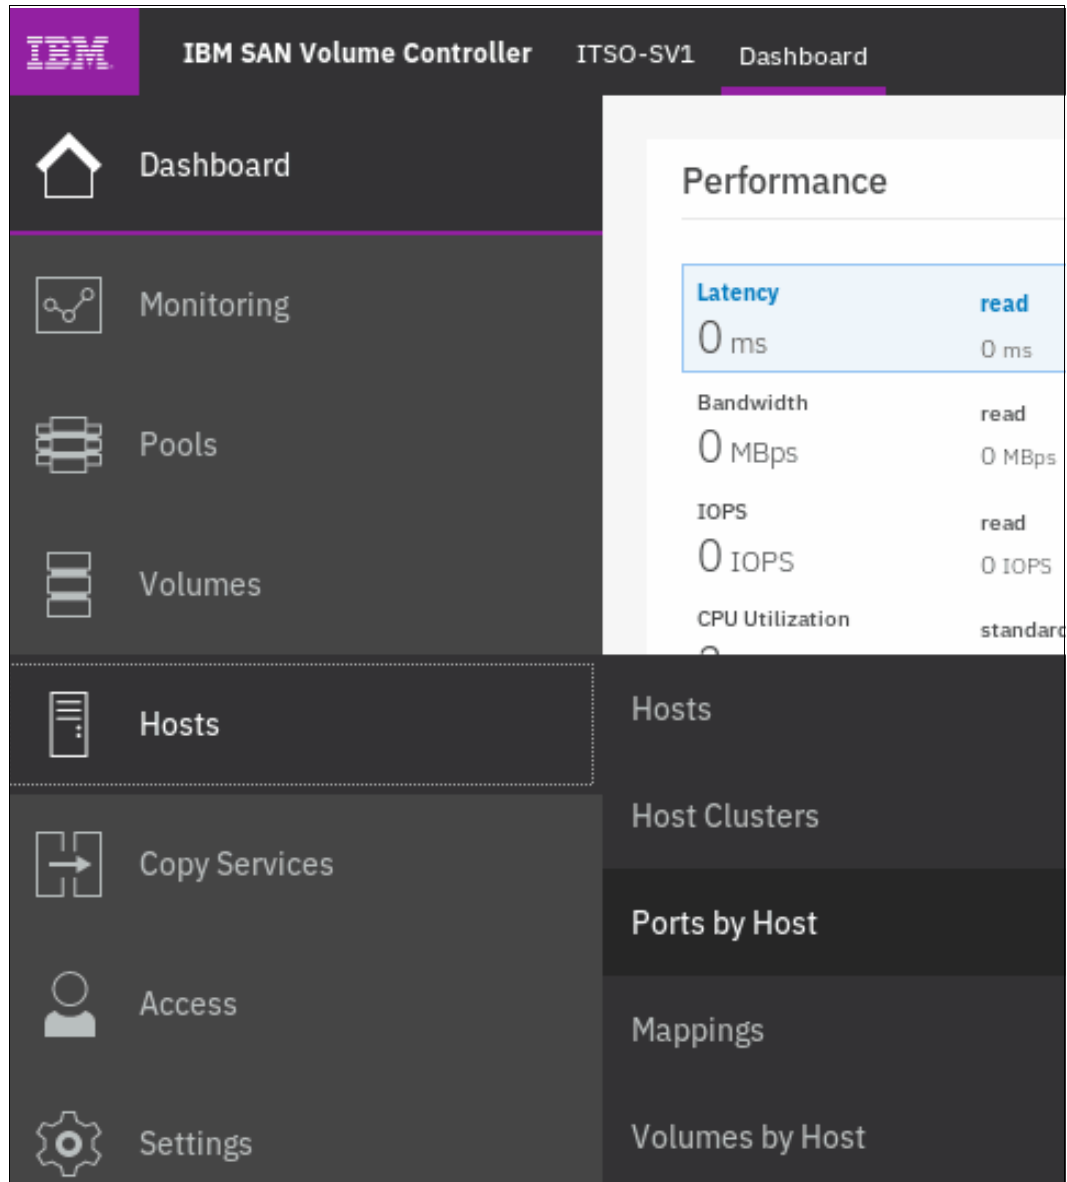 IBM
IBM SAN Volume Controller ITSO-SV1 Dashboard
Dashboard
Monitoring
Pools
Volumes
Hosts
Copy Services
Access
Settings
Performance
Latency read
0 ms 0 ms
Bandwidth read
0 MBps 0 MBps
IOPS read
0 IOPS 0 IOPS
CPU Utilization standard
Hosts
Host Clusters
Ports by Host
Mappings
Volumes by Host